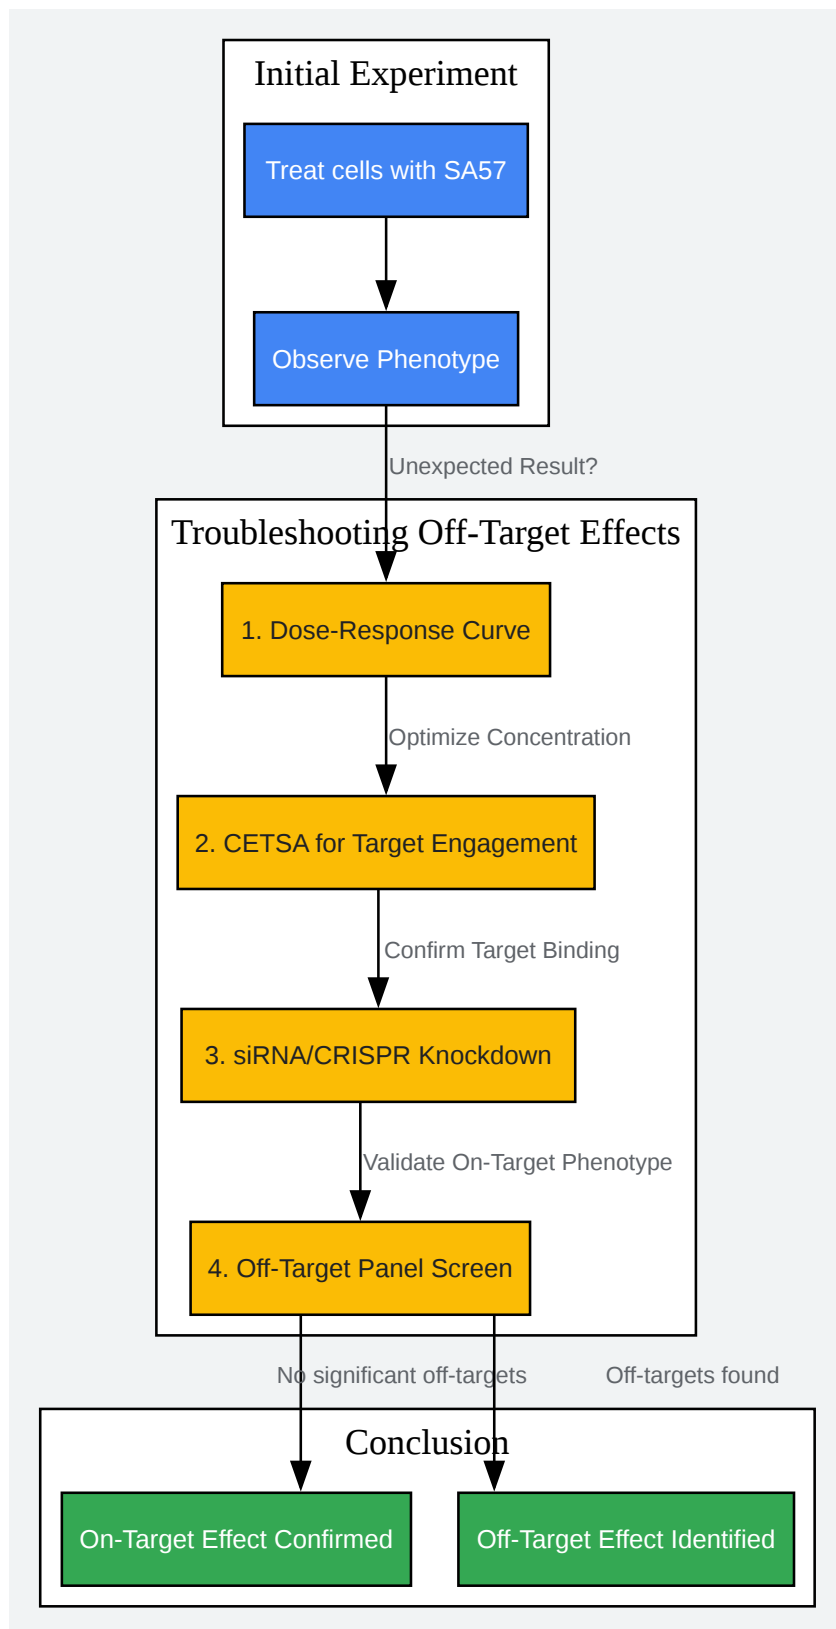 Initial Experiment
Treat cells with SA57
Observe Phenotype
Unexpected Result?
Troubleshooting Off-Target Effects
1. Dose-Response Curve
Optimize Concentration
2. CETSA for Target Engagement
Confirm Target Binding
3. siRNA/CRISPR Knockdown
Validate On-Target Phenotype
4. Off-Target Panel Screen
No significant off-targets
Off-targets found
Conclusion
On-Target Effect Confirmed
Off-Target Effect Identified